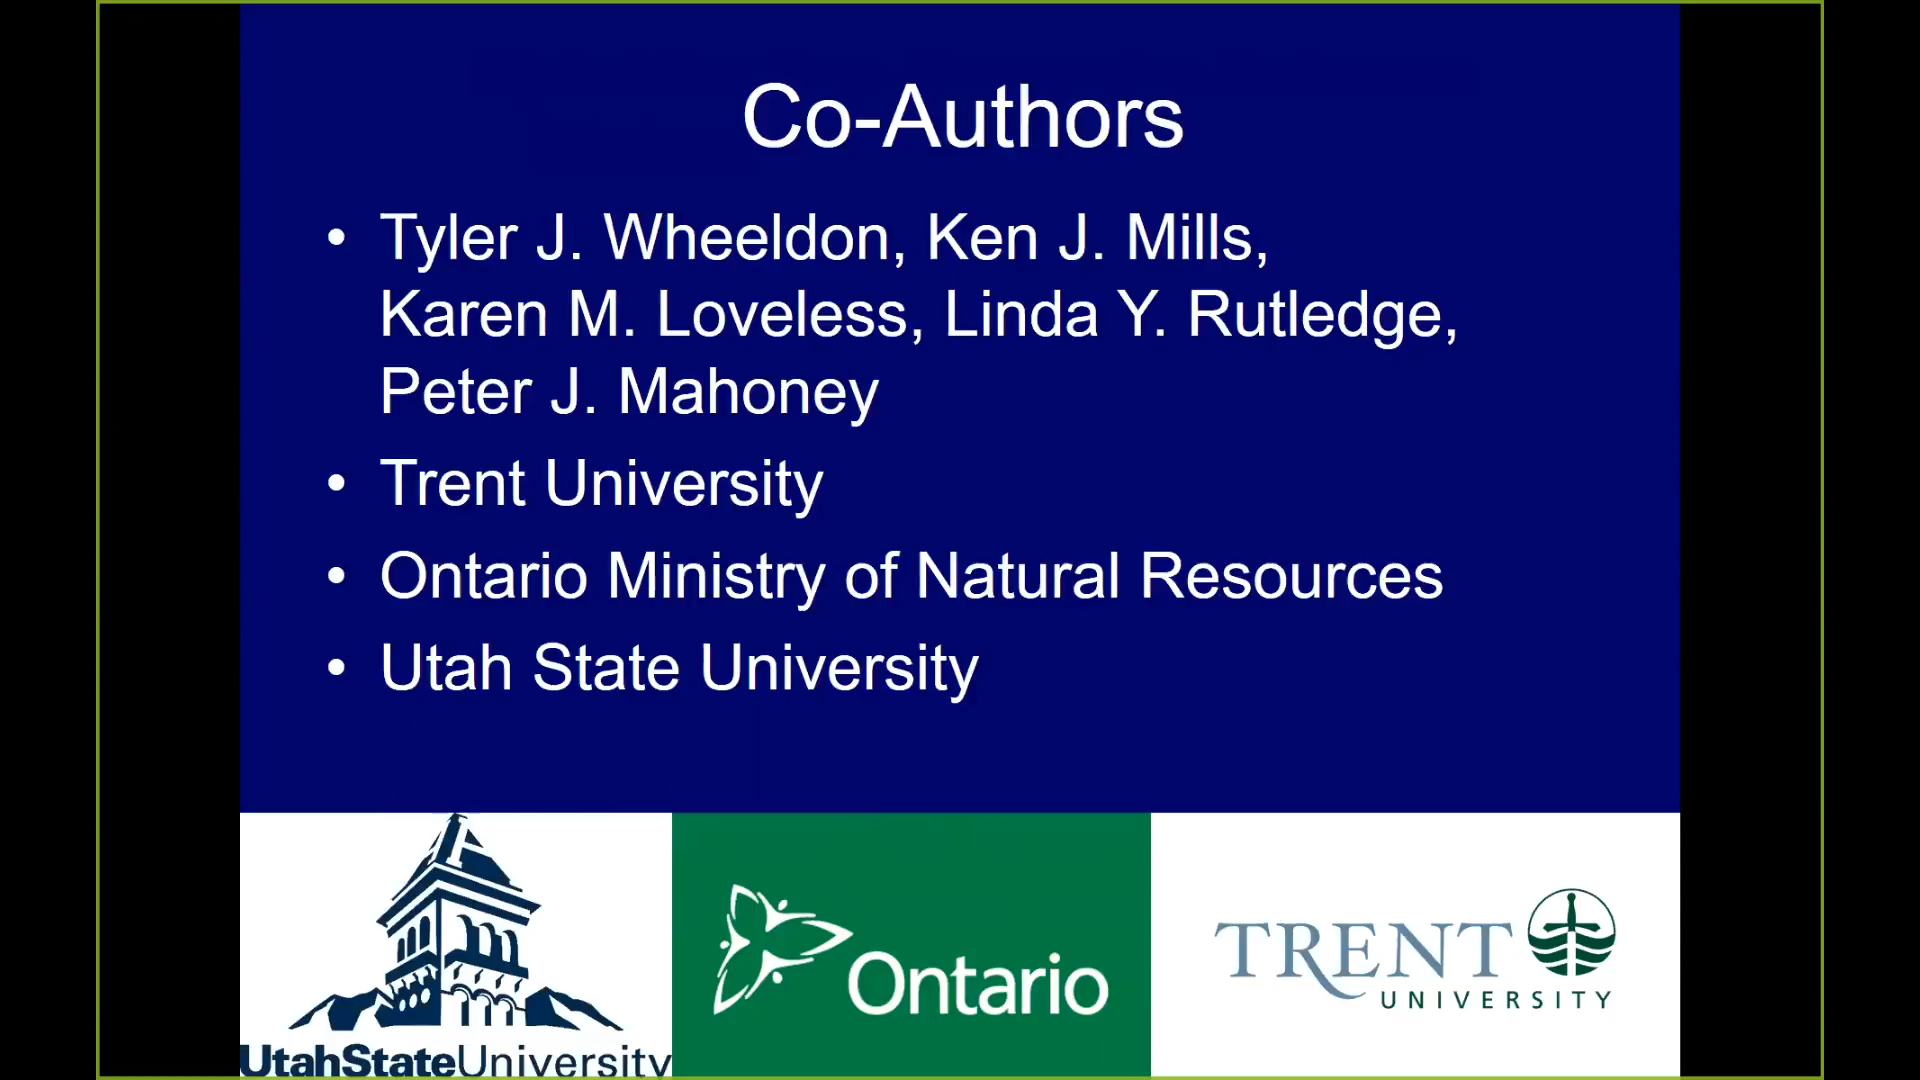 Co-Authors
• Tyler J. Wheeldon, Ken J. Mills,
Karen M. Loveless, Linda Y. Rutledge,
Peter J. Mahoney
• Trent University
• Ontario Ministry of Natural Resources
• Utah State University
UtahStateUniversity
Ontario
TRENT
UNIVERSITY